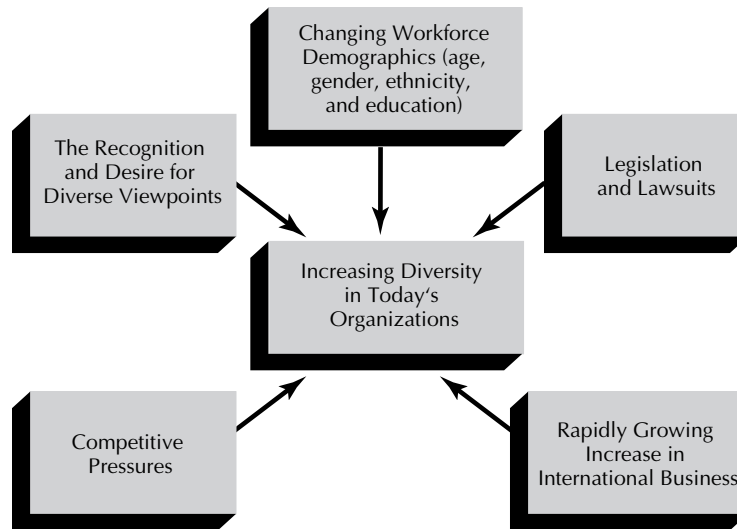 Changing Workforce
Demographics (age,
gender, ethnicity,
and education)
The Recognition
and Desire for
Diverse Viewpoints
Legislation
and Lawsuits
Increasing Diversity
in Today‘s
Organizations
Competitive
Pressures
Rapidly Growing
Increase in
International Business